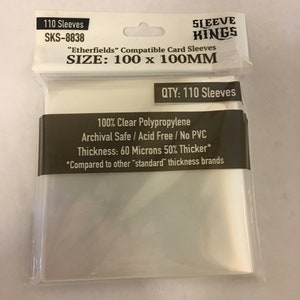 110 Sleeves
SKS-8838
SLEEVE KINGS
"Etherfields" Compatible Card Sleeves
SIZE: 100 x 100MM
QTY: 110 Sleeves
100% Clear Polypropylene
Archival Safe / Acid Free / No PVC
Thickness: 60 Microns 50% Thicker*
*Compared to other "standard" thickness brands